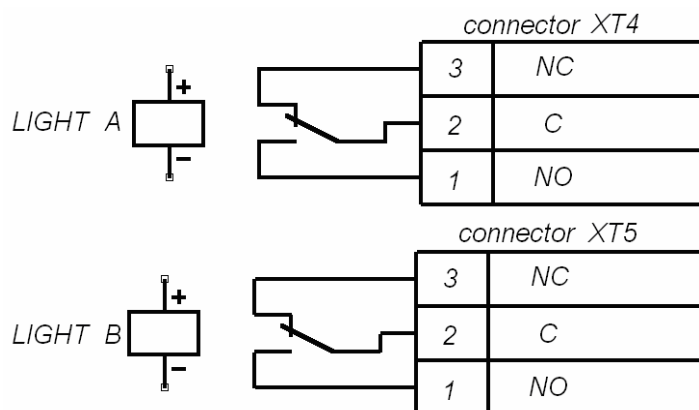 connector XT4
3 NC
+
LIGHT A
2 C
–
1 NO
connector XT5
3 NC
+
LIGHT B
2 C
–
1 NO